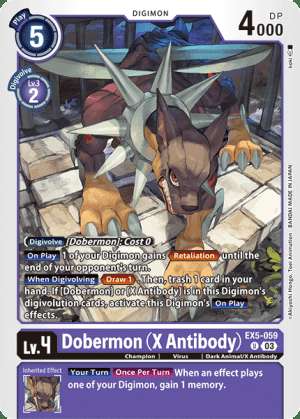 DIGIMON
Play
5
4000
DP
Digivolve
Lv.3
2
Digivolve [Dobermon]: Cost 0
On Play 1 of your Digimon gains Retaliation until the
end of your opponent's turn.
When Digivolving Draw 1. Then, trash 1 card in your
hand. If [Dobermon] or [X Antibody] is in this Digimon's
digivolution cards, activate this Digimon's On Play
effects.
©Akiyoshi Hongo, Toei Animation BANDAI MADE IN JAPAN
Lv.4
Dobermon (X Antibody)
EX5-059
U 03
Champion
Virus
Dark Animal/X Antibody
Inherited Effect
Your Turn Once Per Turn When an effect plays
one of your Digimon, gain 1 memory.